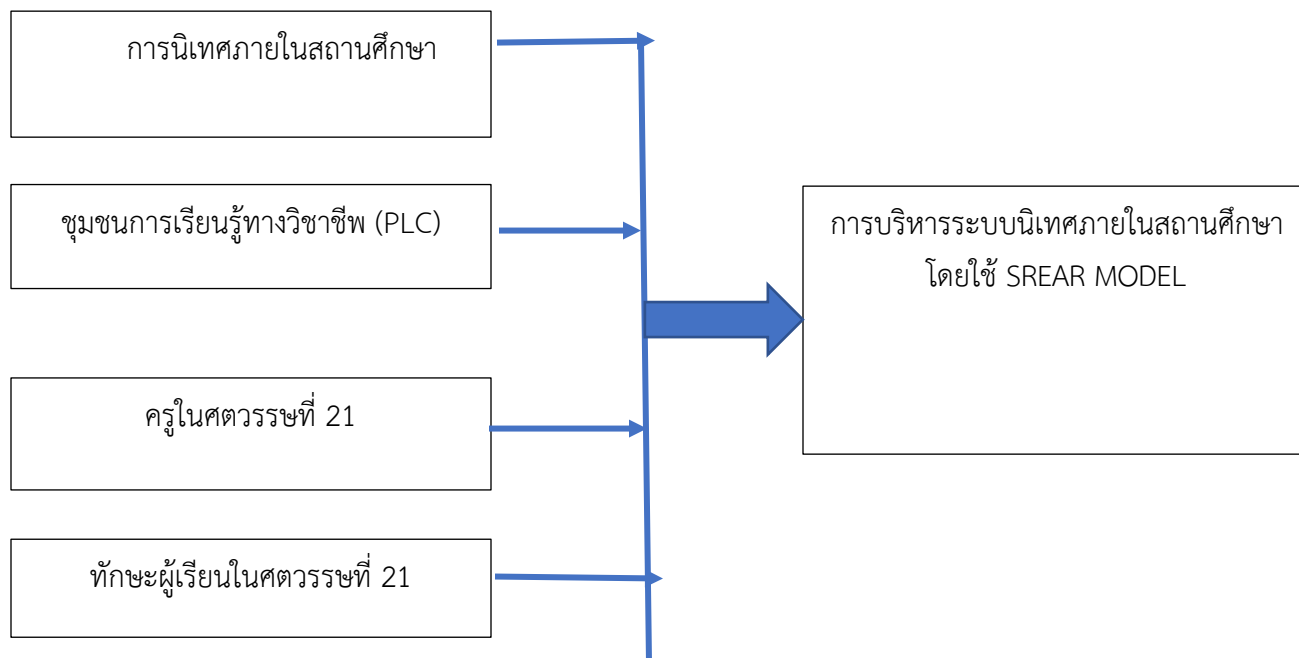 การนิเทศภายในสถานศึกษา
ชุมชนการเรียนรู้ทางวิชาชีพ (PLC)
ครูในศตวรรษที่ 21
ทักษะผู้เรียนในศตวรรษที่ 21
การบริหารระบบนิเทศภายในสถานศึกษา
โดยใช้ SREAR MODEL